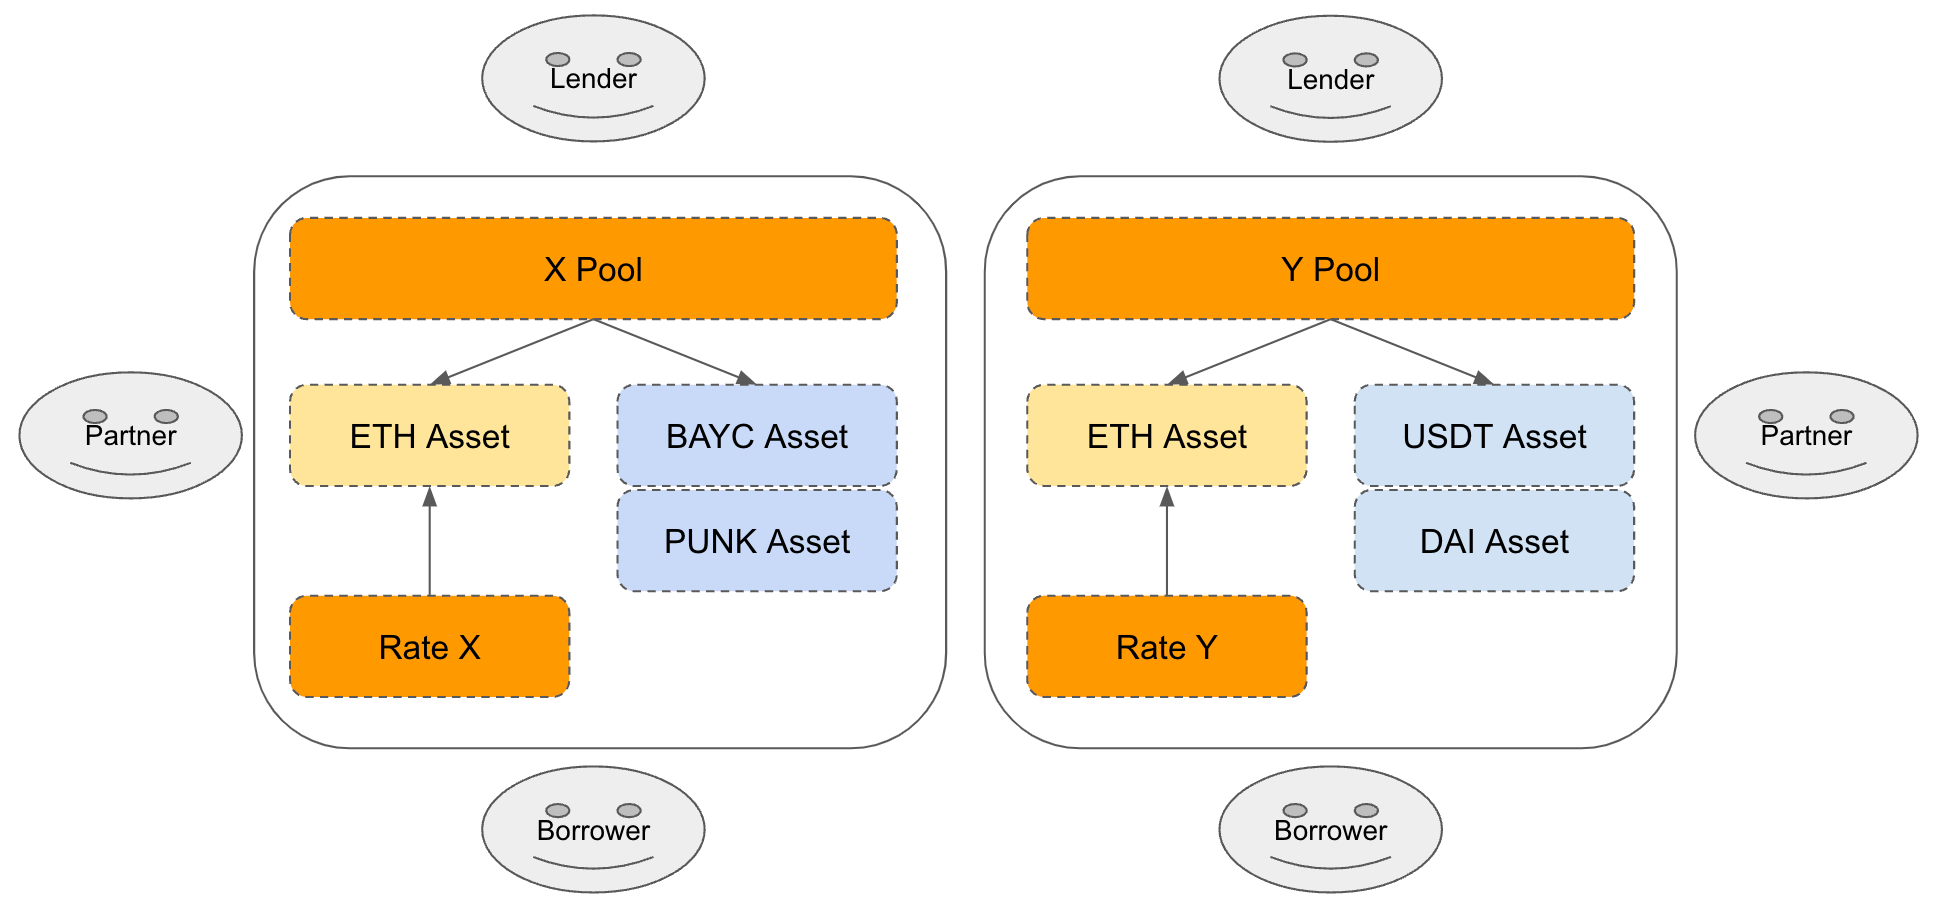 Lender
Lender
X Pool
Y Pool
Partner
ETH Asset
BAYC Asset
PUNK Asset
ETH Asset
USDT Asset
DAI Asset
Partner
Rate X
Rate Y
Borrower
Borrower